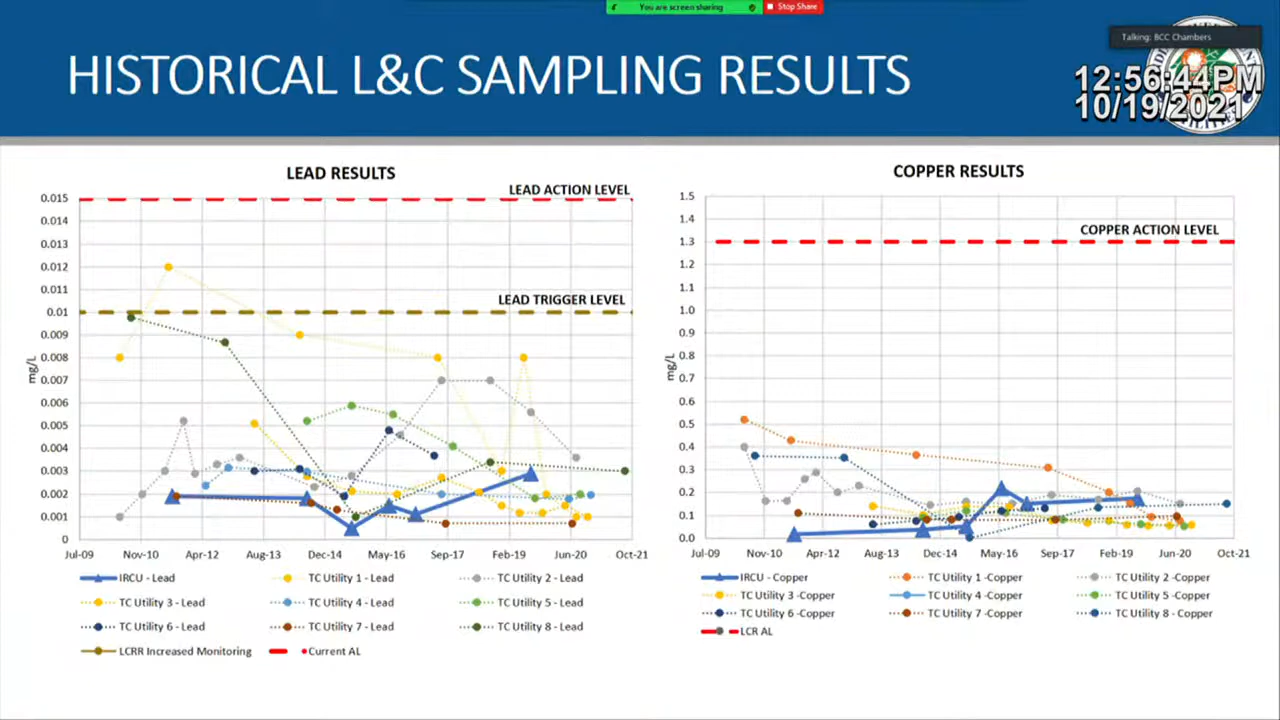 You are screen sharing
Stop Share
Talking: BCC Chambers
HISTORICAL L&C SAMPLING RESULTS
12:56:44PM
10/19/2021
LEAD RESULTS
LEAD ACTION LEVEL
0.015
0.014
0.013
0.012
0.011
LEAD TRIGGER LEVEL
0.01
0.009
0.008
mg/L
0.007
0.006
0.005
0.004
0.003
0.002
0.001
0
Jul-09 Nov-10 Apr-12 Aug-13 Dec-14 May-16 Sep-17 Feb-19 Jun-20 Oct-21
IRCU - Lead TC Utility 1 - Lead TC Utility 2 - Lead
TC Utility 3 - Lead TC Utility 4 - Lead TC Utility 5 - Lead
TC Utility 6 - Lead TC Utility 7 - Lead TC Utility 8 - Lead
LCRR Increased Monitoring Current AL
COPPER RESULTS
1.5
1.4
COPPER ACTION LEVEL
1.3
1.2
1.1
1.0
0.9
0.8
mg/L
0.7
0.6
0.5
0.4
0.3
0.2
0.1
0.0
Jul-09 Nov-10 Apr-12 Aug-13 Dec-14 May-16 Sep-17 Feb-19 Jun-20 Oct-21
IRCU - Copper TC Utility 1 -Copper TC Utility 2 -Copper
TC Utility 3 -Copper TC Utility 4 -Copper TC Utility 5 -Copper
TC Utility 6 -Copper TC Utility 7 -Copper TC Utility 8 - Copper
LCR AL